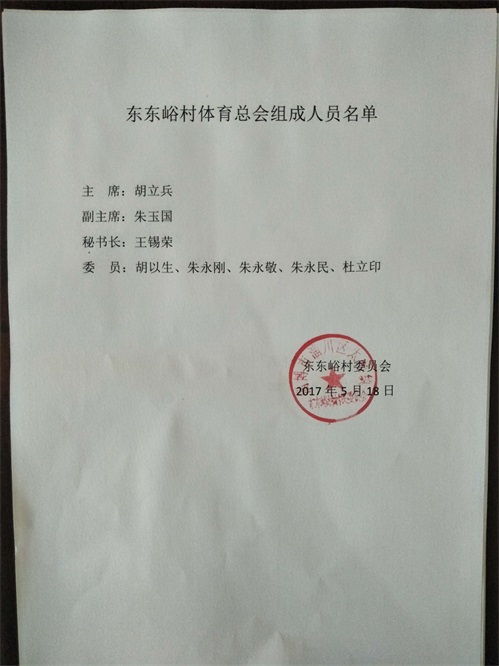 东东峪村体育总会组成人员名单
主 席：胡立兵
副主席：朱玉国
秘书长：王锡荣
委 员：胡以生、朱永刚、朱永敬、朱永民、杜立印
东东峪村委员会
2017 年 5 月 18 日